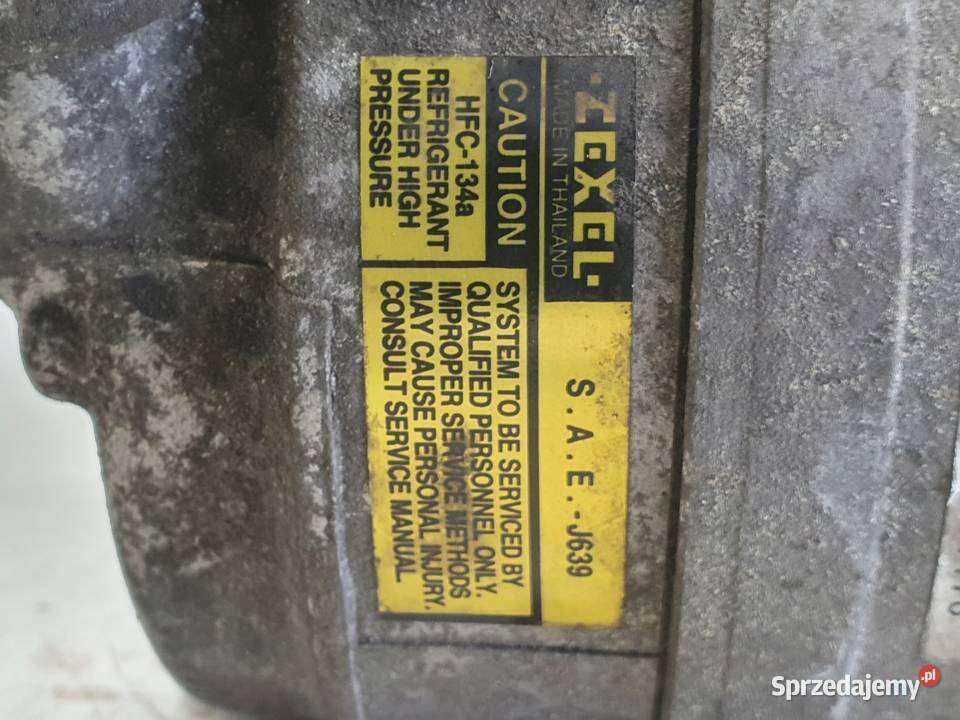 ·ZEXEL·
MADE IN THAILAND
S.A.E.-J639
CAUTION
HFC-134a
REFRIGERANT
UNDER HIGH
PRESSURE
SYSTEM TO BE SERVICED BY
QUALIFIED PERSONNEL ONLY.
IMPROPER SERVICE METHODS
MAY CAUSE PERSONAL INJURY.
CONSULT SERVICE MANUAL
Sprzedajemy.pl